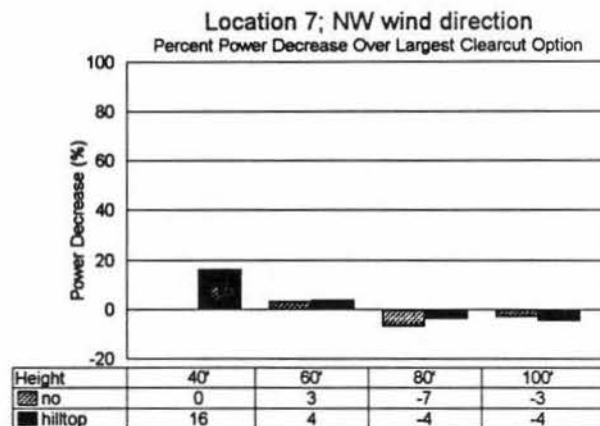 Location 7; NW wind direction
Percent Power Decrease Over Largest Clearcut Option
Power Decrease (%)
100
80
60
40
20
0
-20
Height 40' 60' 80' 100'
no 0 3 -7 -3
hilltop 16 4 -4 -4